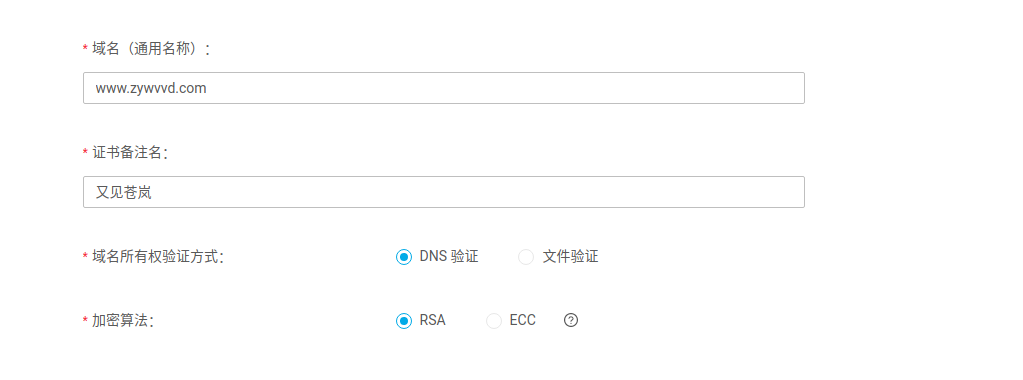 * 域名（通用名称）:
www.zywvvd.com
* 证书备注名:
又见苍岚
* 域名所有权验证方式: DNS 验证 文件验证
* 加密算法: RSA ECC ?